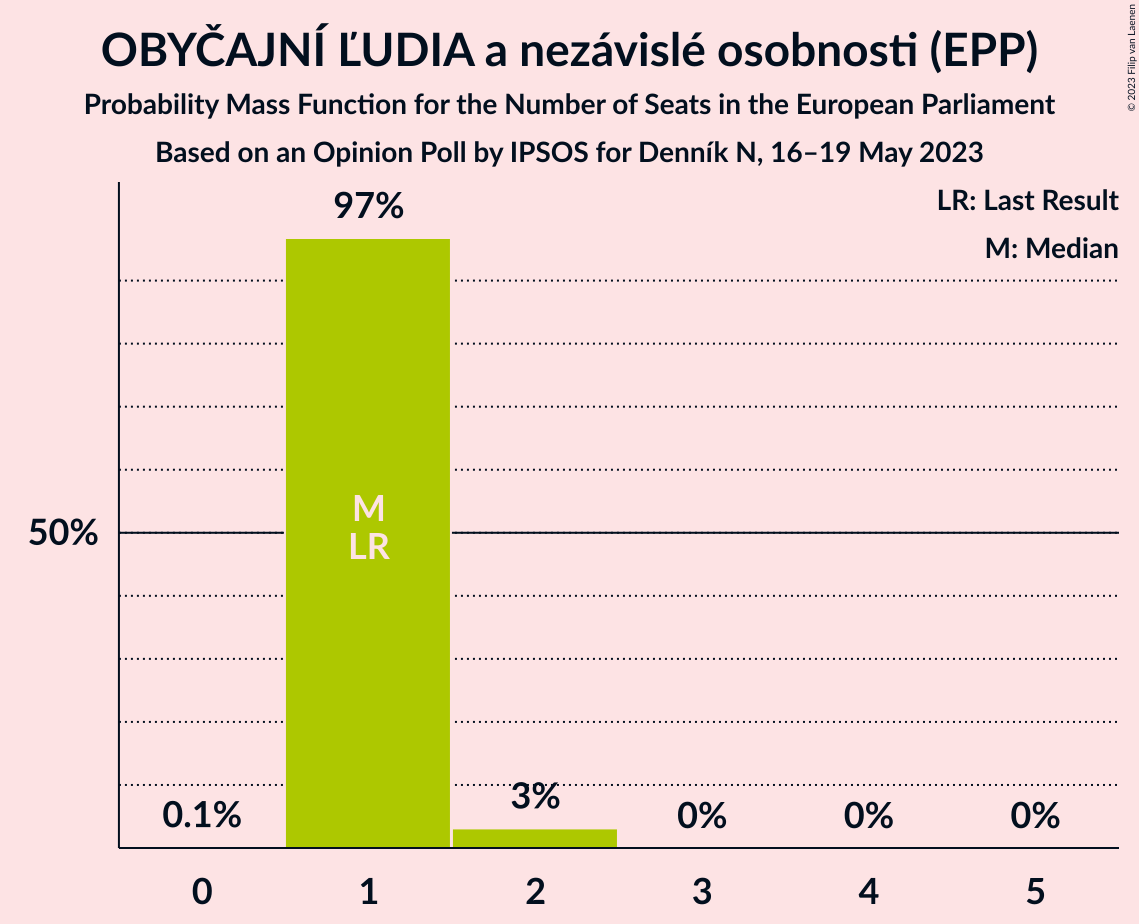 OBYČAJNÍ ĽUDIA a nezávislé osobnosti (EPP)
Probability Mass Function for the Number of Seats in the European Parliament
Based on an Opinion Poll by IPSOS for Denník N, 16–19 May 2023
© 2023 Filip van Laenen
LR: Last Result
M: Median
97%
M
LR
50%
0.1%
3%
0%
0%
0%
0
1
2
3
4
5